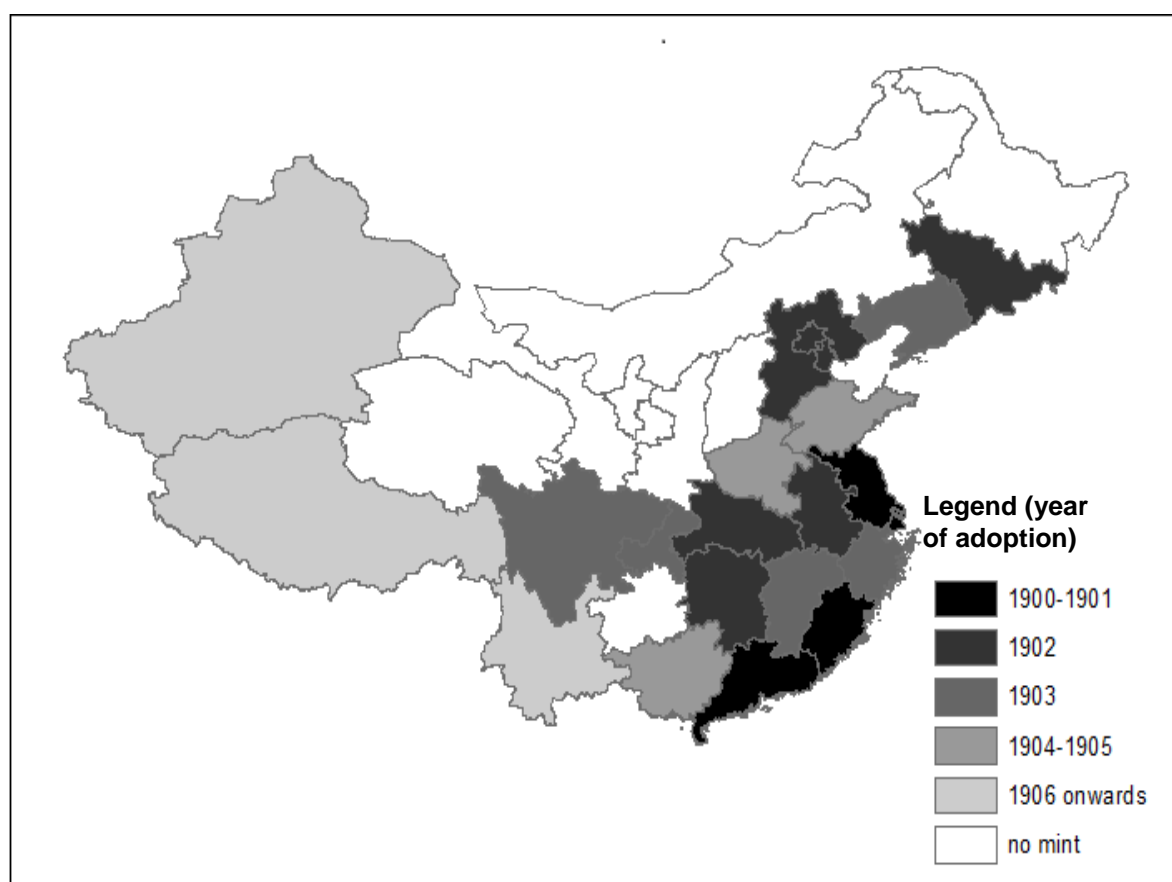 Legend (year
of adoption)
1900-1901
1902
1903
1904-1905
1906 onwards
no mint